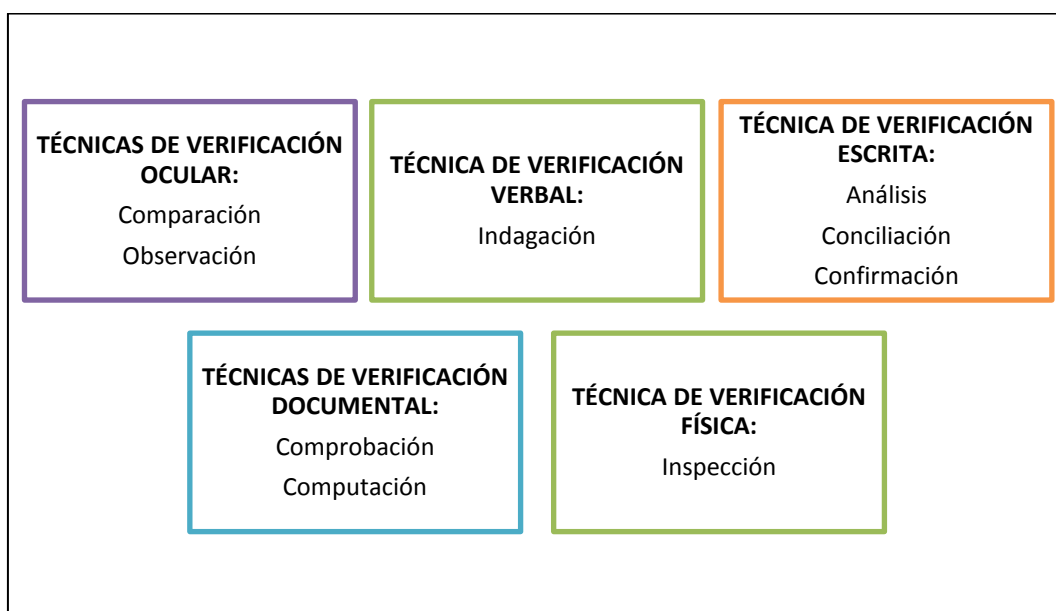 TÉCNICAS DE VERIFICACIÓN
OCULAR:
Comparación
Observación
TÉCNICA DE VERIFICACIÓN
VERBAL:
Indagación
TÉCNICA DE VERIFICACIÓN
ESCRITA:
Análisis
Conciliación
Confirmación
TÉCNICAS DE VERIFICACIÓN
DOCUMENTAL:
Comprobación
Computación
TÉCNICA DE VERIFICACIÓN
FÍSICA:
Inspección